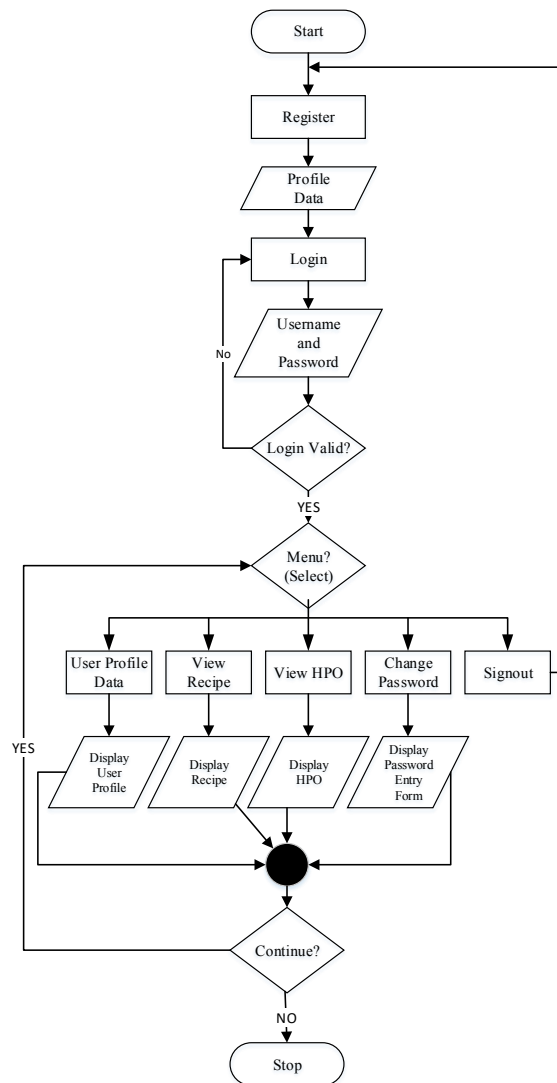 Start
Register
Profile
Data
Login
Username
and
Password
No
Login Valid?
YES
Menu?
(Select)
User Profile
Data
View
Recipe
View HPO
Change
Password
Signout
YES
Display
User
Profile
Display
Recipe
Display
HPO
Display
Password
Entry
Form
Continue?
NO
Stop